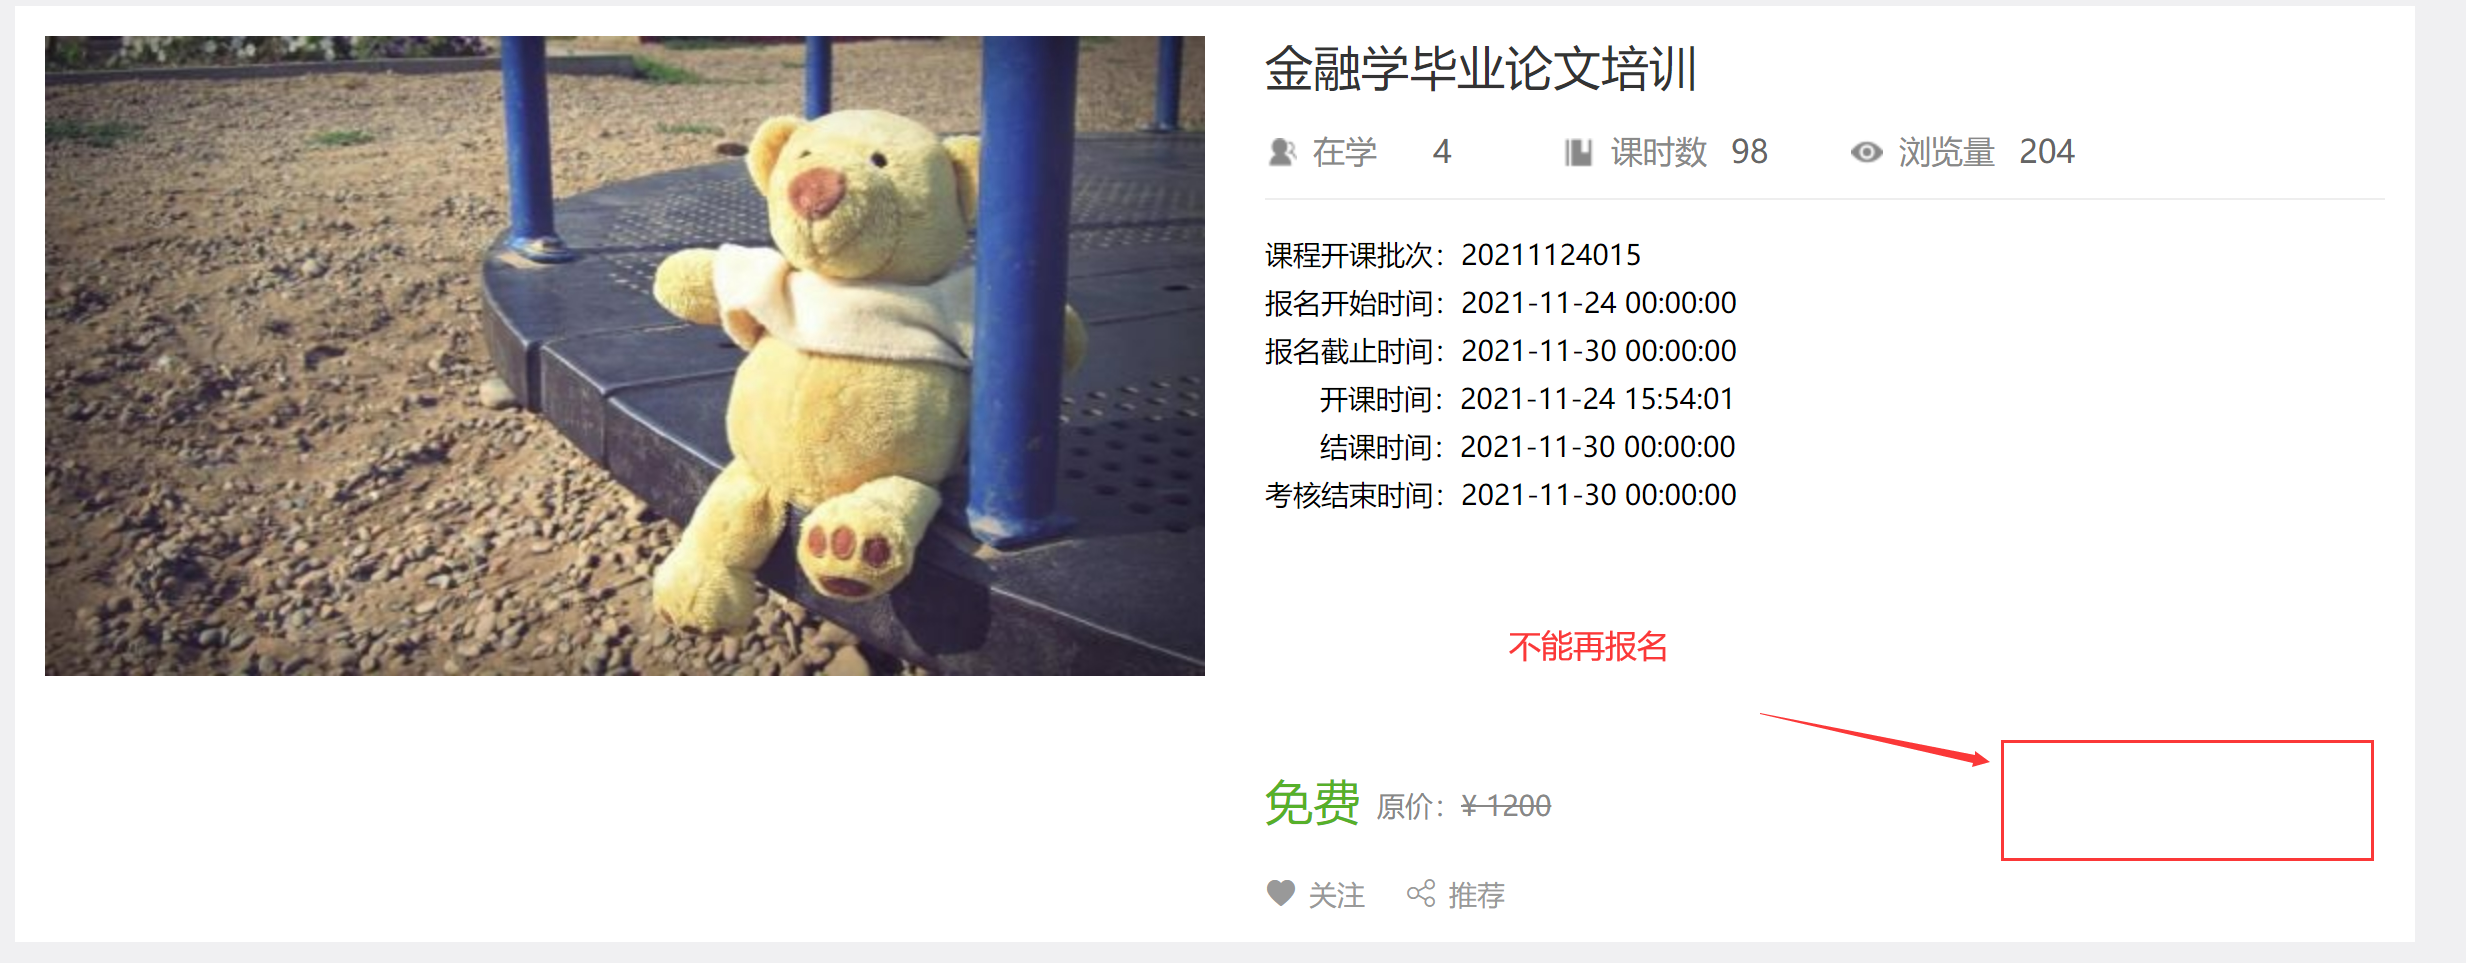 金融学毕业论文培训
在学 4 课时数 98 浏览量 204
课程开课批次：20211124015
报名开始时间：2021-11-24 00:00:00
报名截止时间：2021-11-30 00:00:00
开课时间：2021-11-24 15:54:01
结课时间：2021-11-30 00:00:00
考核结束时间：2021-11-30 00:00:00
不能再报名
免费 原价：¥ 1200
关注 推荐